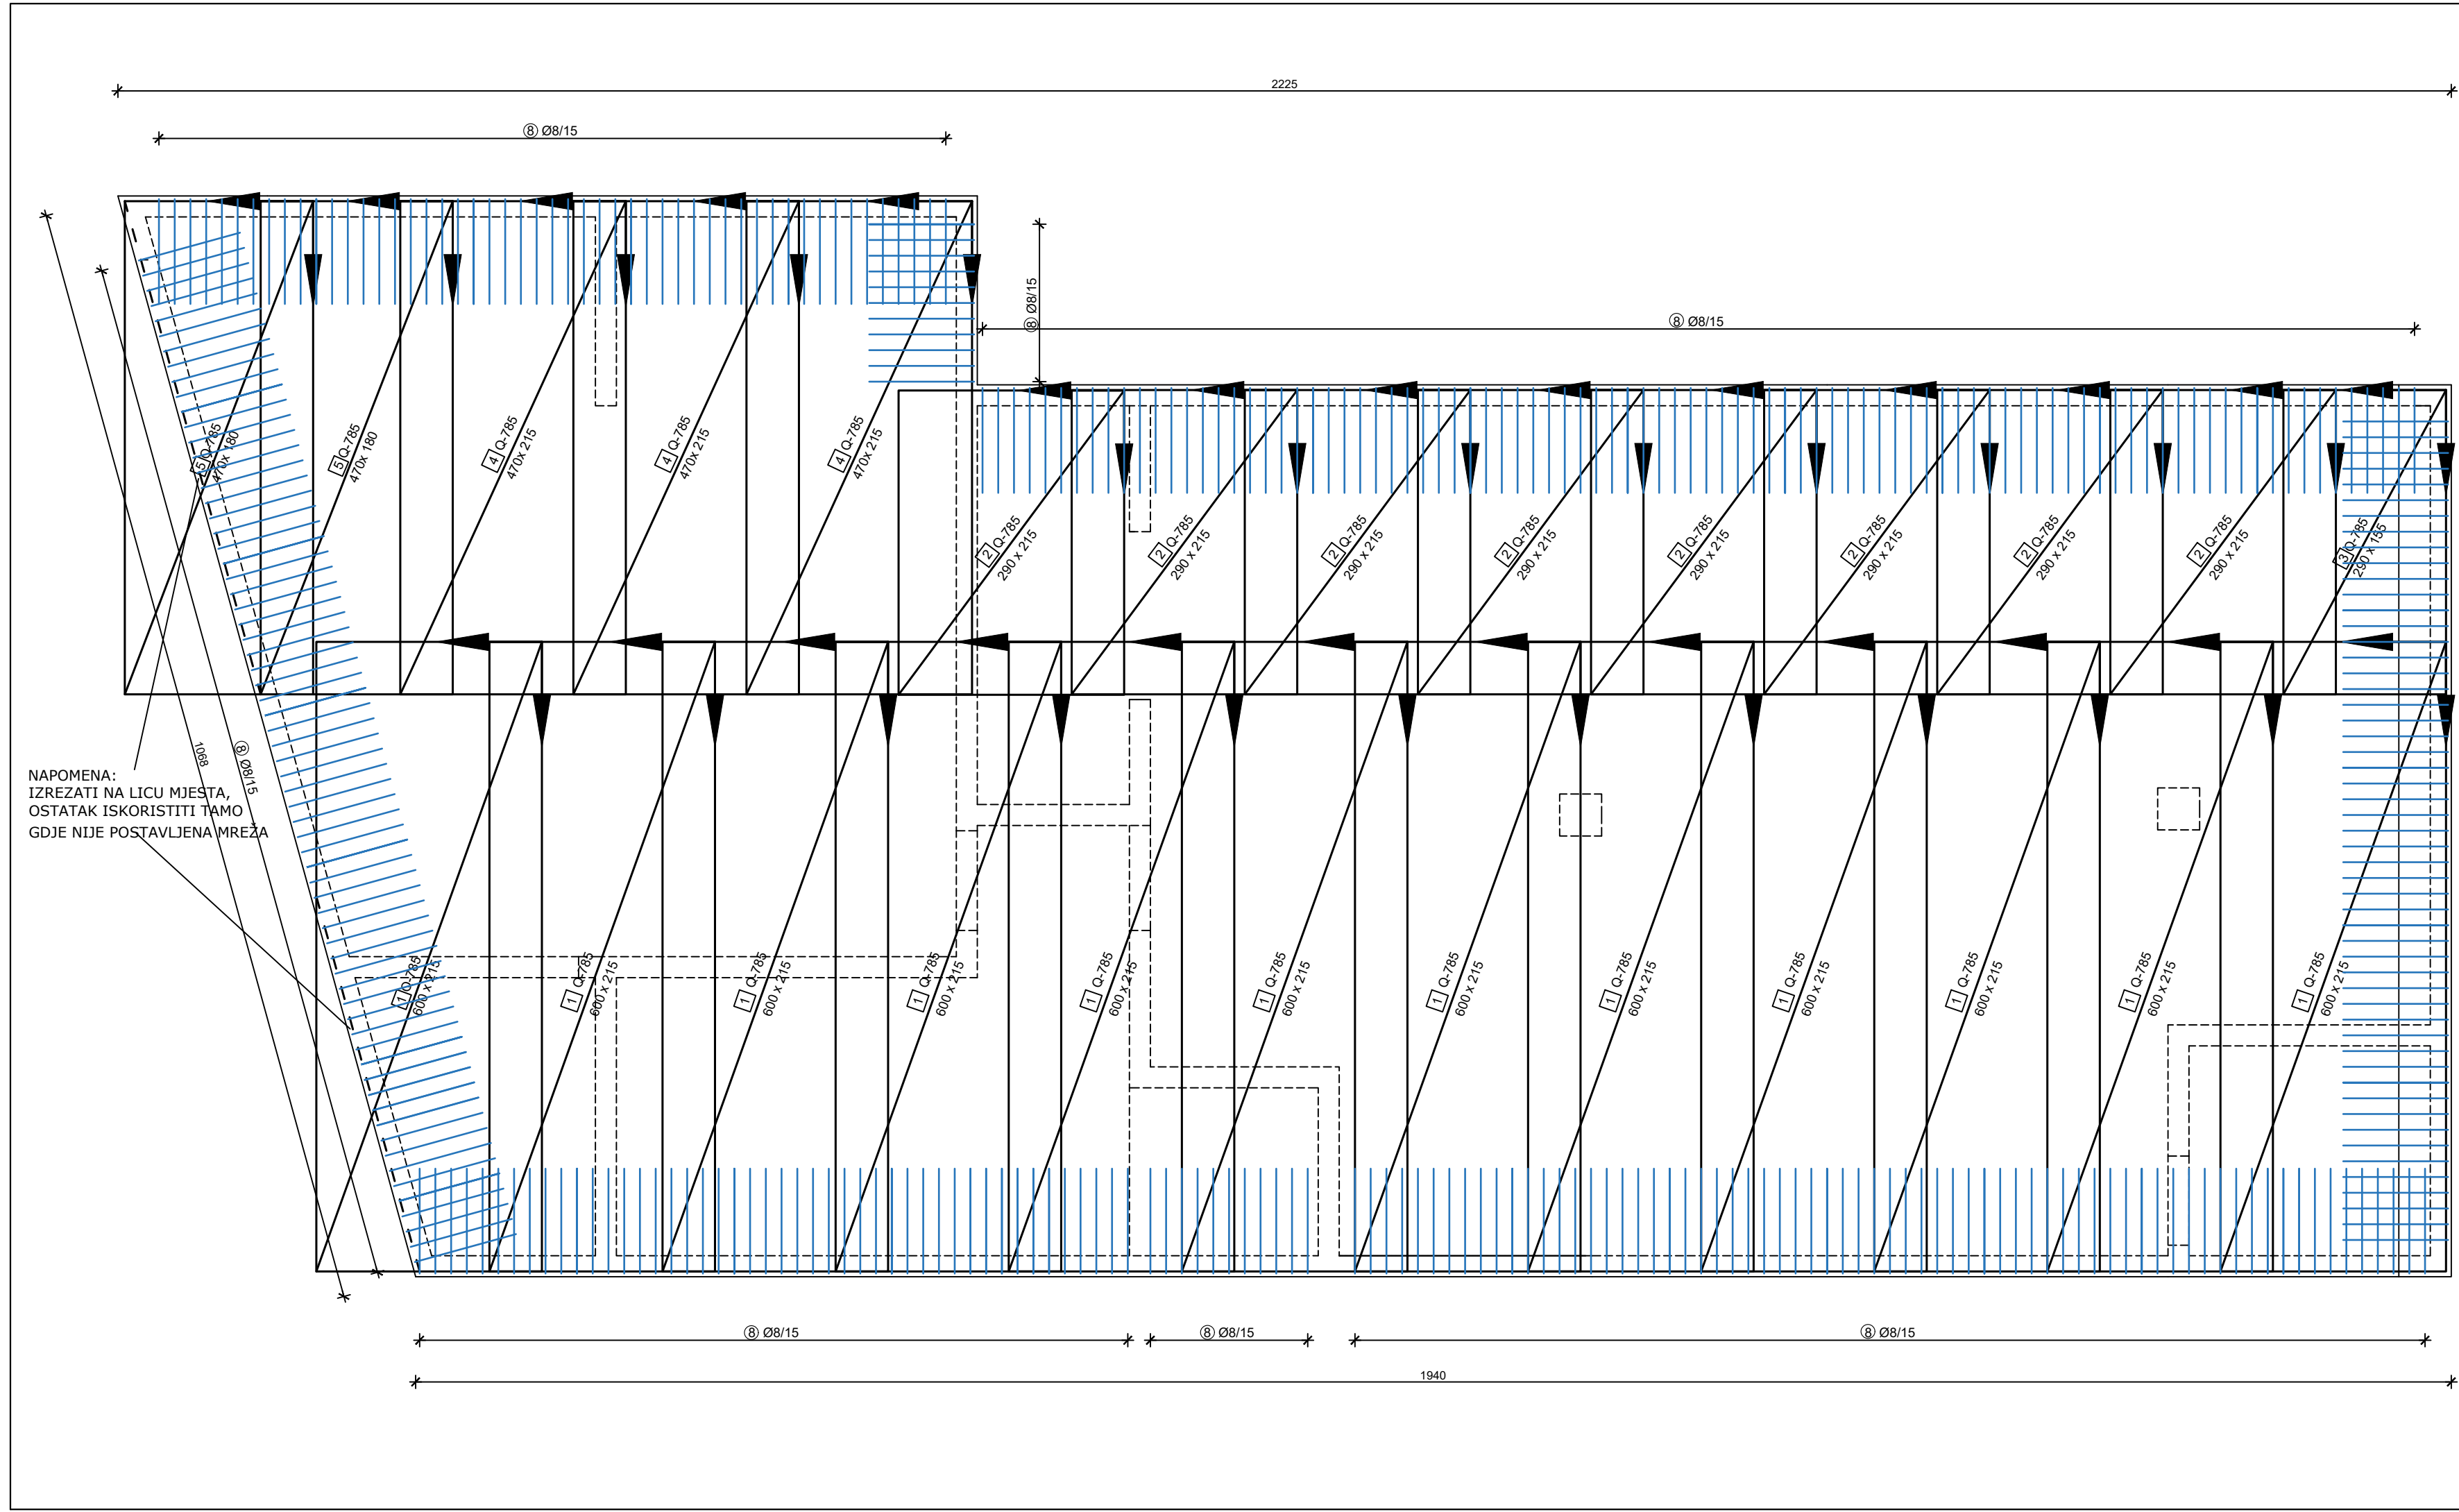 2225
⑧ Ø8/15
⑧ Ø8/15
⑧ Ø8/15
5 Q-785
470x 180
5 Q-785
470x 180
4 Q-785
470x 215
4 Q-785
470x 215
4 Q-785
470x 215
2 Q-785
290 x 215
2 Q-785
290 x 215
2 Q-785
290 x 215
2 Q-785
290 x 215
2 Q-785
290 x 215
2 Q-785
290 x 215
2 Q-785
290 x 215
2 Q-785
290 x 215
3 Q-785
290 x 155
1068
⑧ Ø8/15
NAPOMENA:
IZREZATI NA LICU MJESTA,
OSTATAK ISKORISTITI TAMO
GDJE NIJE POSTAVLJENA MREŽA
1 Q-785
600 x 215
1 Q-785
600 x 215
1 Q-785
600 x 215
1 Q-785
600 x 215
1 Q-785
600 x 215
1 Q-785
600 x 215
1 Q-785
600 x 215
1 Q-785
600 x 215
1 Q-785
600 x 215
1 Q-785
600 x 215
1 Q-785
600 x 215
1 Q-785
600 x 215
⑧ Ø8/15
⑧ Ø8/15
⑧ Ø8/15
1940